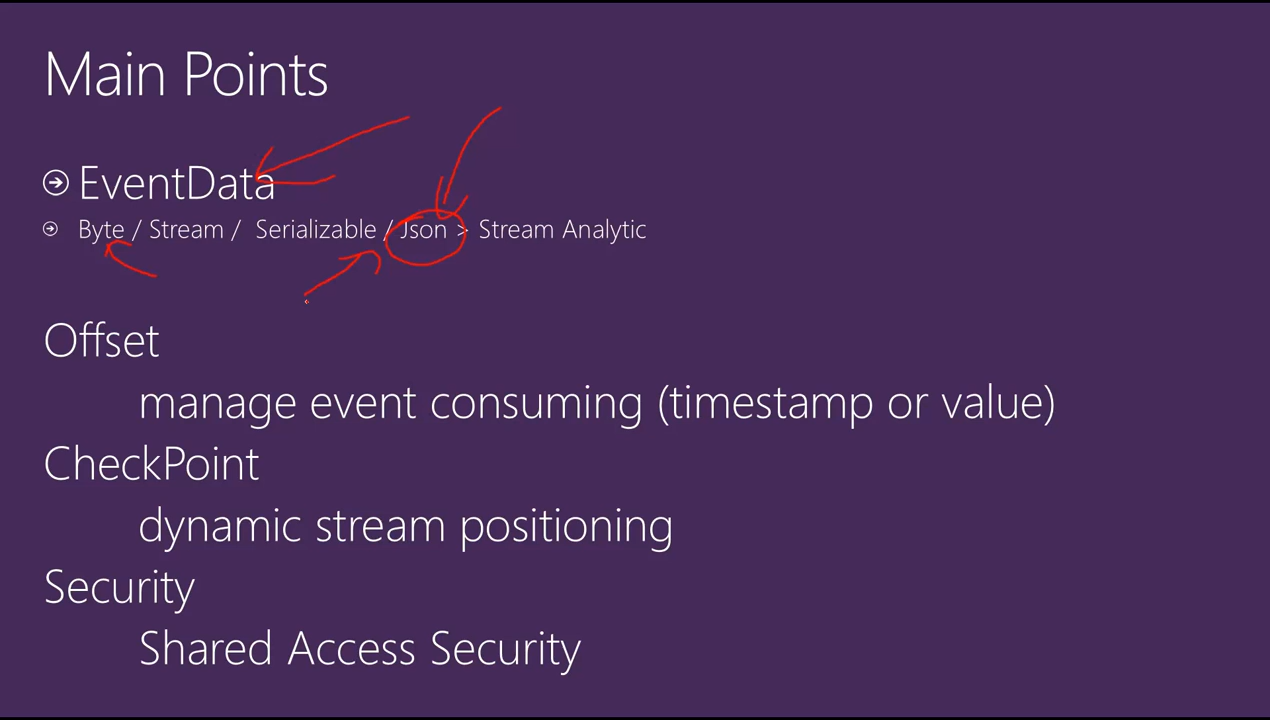 Main Points
EventData
Byte / Stream / Serializable / Json > Stream Analytic
Offset
manage event consuming (timestamp or value)
CheckPoint
dynamic stream positioning
Security
Shared Access Security